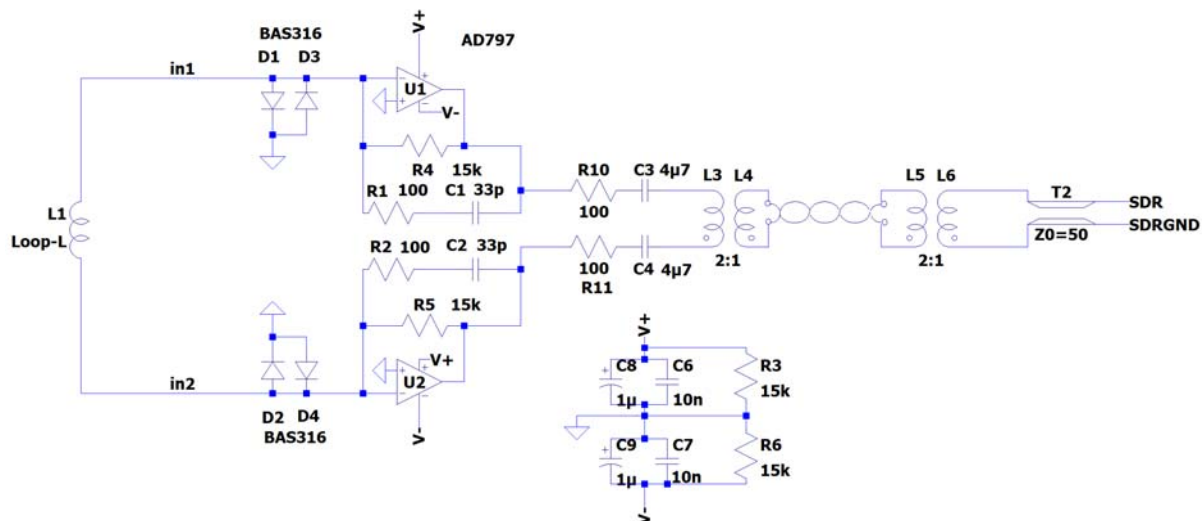 BAS316
D1 D3
V+
AD797
in1
U1
V-
R4 15k
R1 100 C1 33p
L1
Loop-L
R2 100 C2 33p
R5 15k
R10
100
C3 4µ7
L3 L4
2:1
L5 L6
2:1
T2
SDR
SDRGND
Z0=50
100
R11
C4 4µ7
V+
U2
V-
in2
D2 D4
BAS316
V+
C8 C6
1µ 10n
R3
15k
C9 C7
1µ 10n
R6
15k
V-